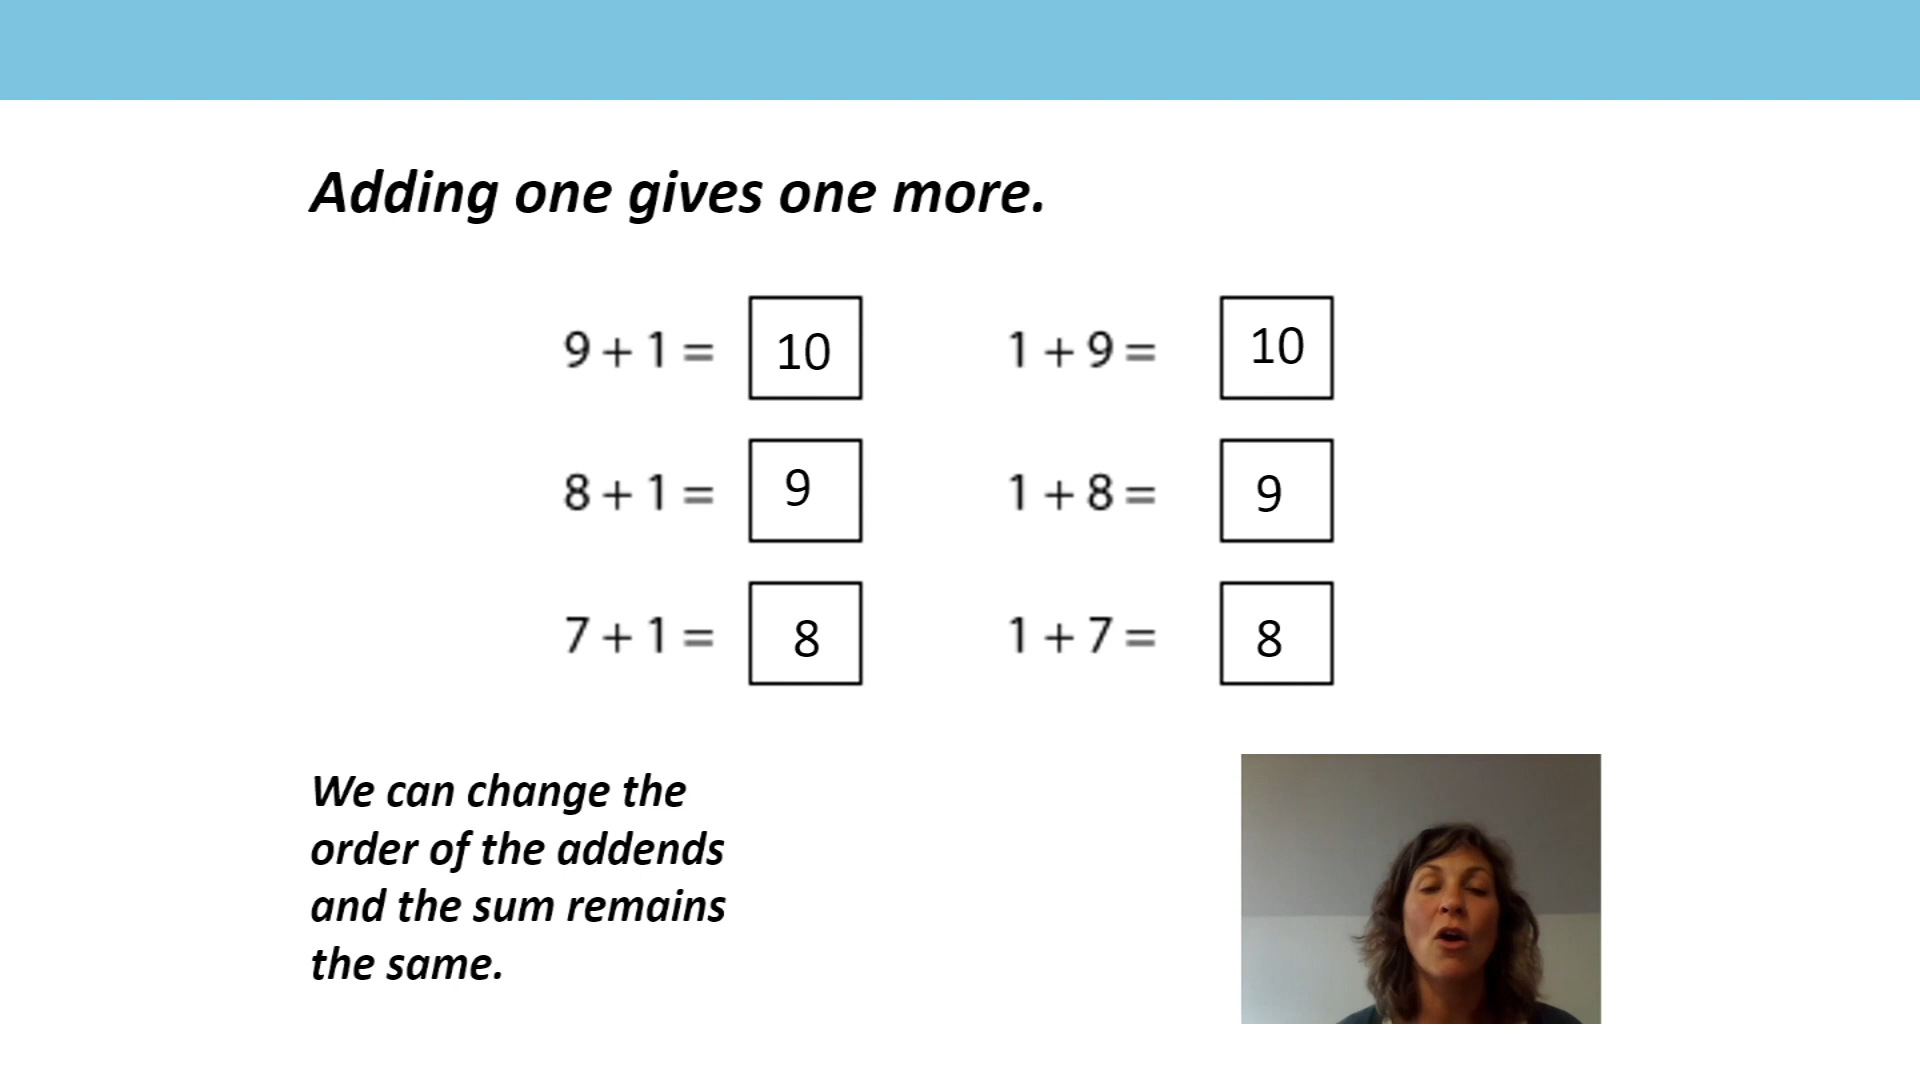 Adding one gives one more.
9 + 1 = 10
1 + 9 = 10
8 + 1 = 9
1 + 8 = 9
7 + 1 = 8
1 + 7 = 8
We can change the
order of the addends
and the sum remains
the same.